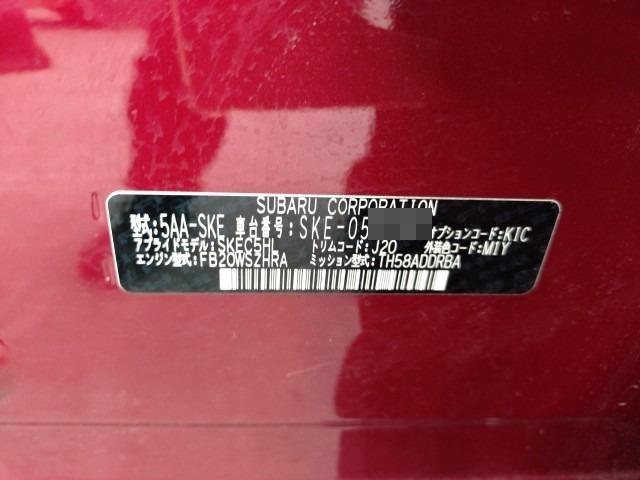 SUBARU CORPORATION
型式:5AA-SKE 車台番号:SKE-05 オプションコード:KIC
アプライドモデル:SKEC5HL トリムコード:J20 外装色コード:M1Y
エンジン型式:FB20WSZHRA ミッション型式:TH58ADDRBA